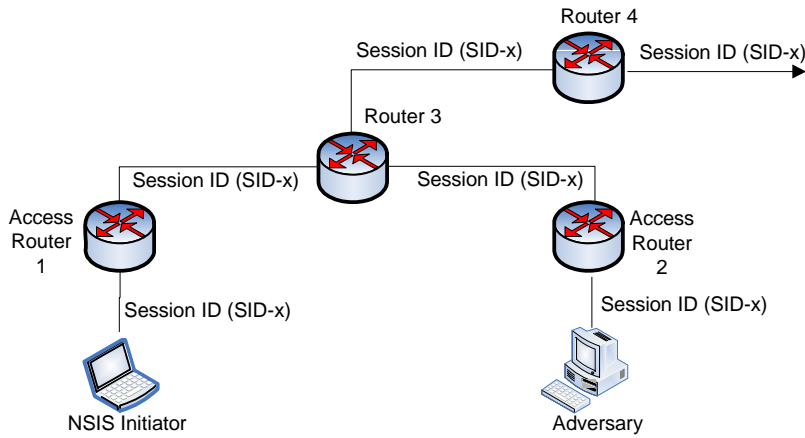 Router 4
Session ID (SID-x)
Session ID (SID-x)
Router 3
Session ID (SID-x)
Session ID (SID-x)
Access
Router
1
Access
Router
2
Session ID (SID-x)
Session ID (SID-x)
NSIS Initiator
Adversary